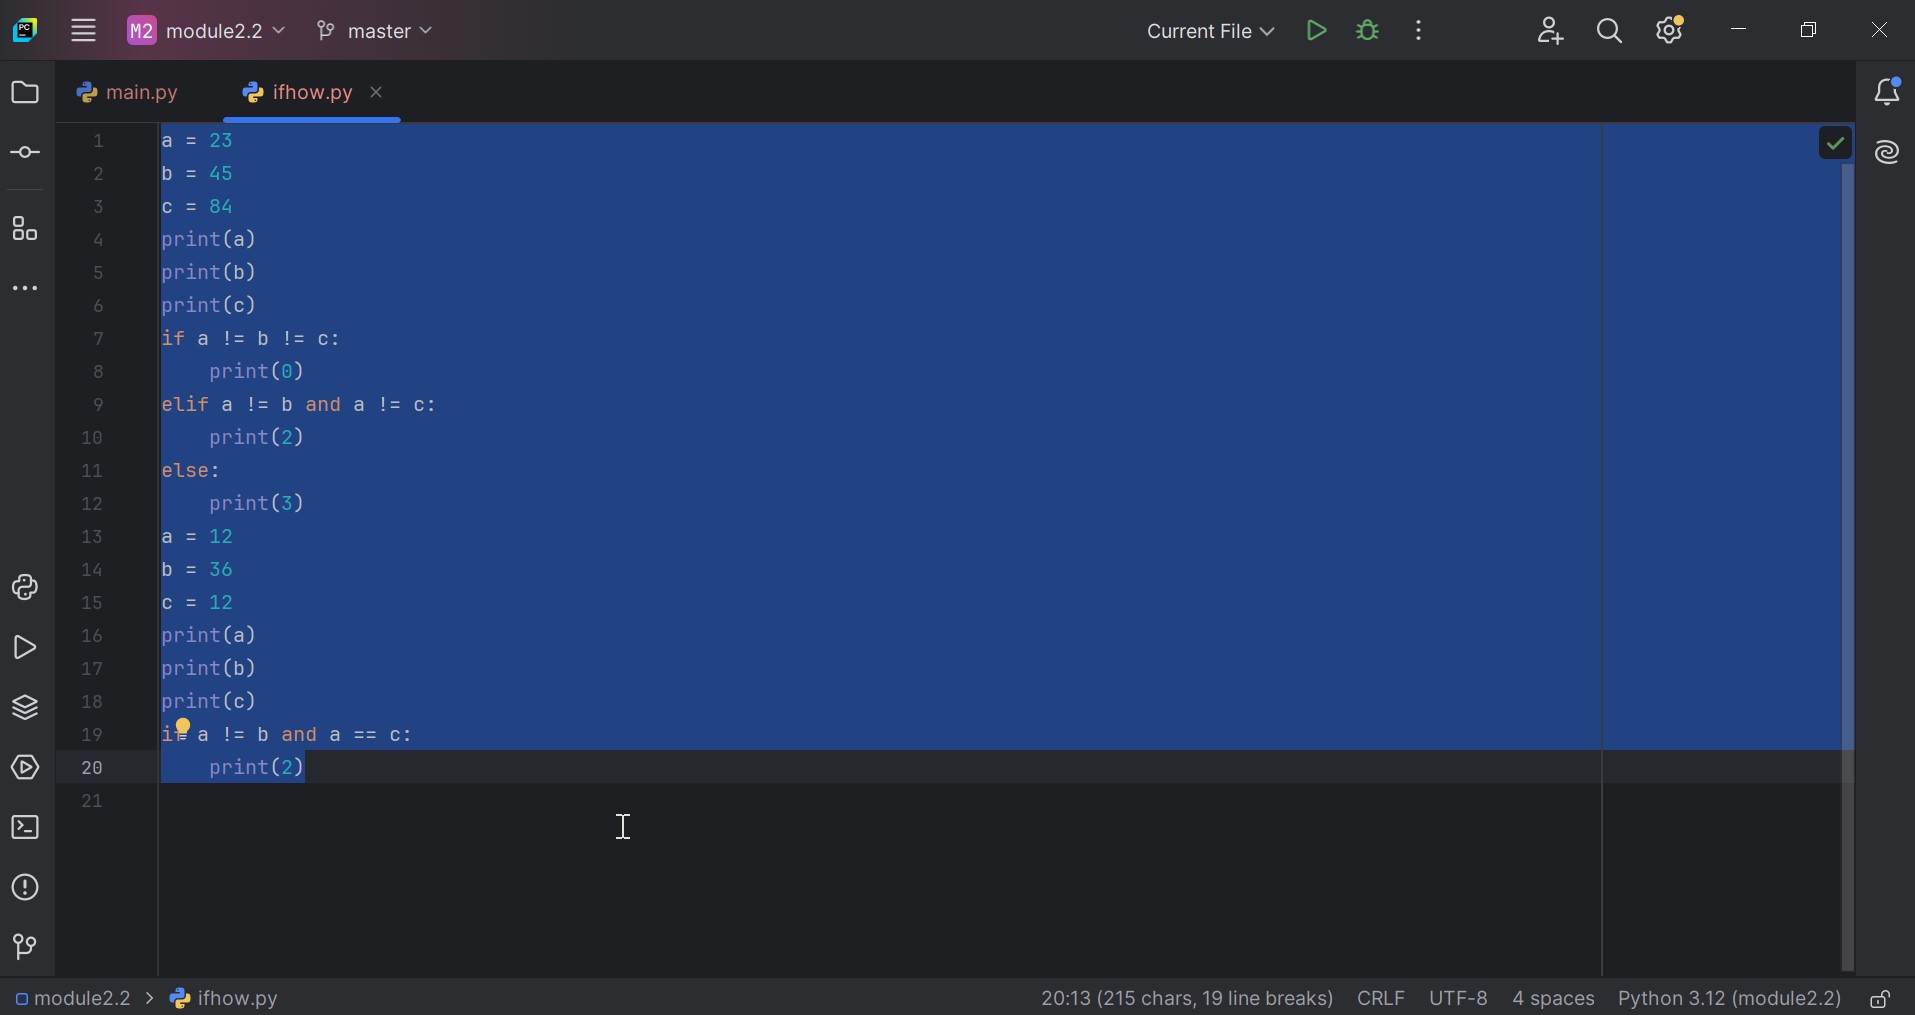 PC M2 module2.2 master Current File
main.py ifhow.py
1 a = 23
2 b = 45
3 c = 84
4 print(a)
5 print(b)
6 print(c)
7 if a != b != c:
8     print(0)
9 elif a != b and a != c:
10     print(2)
11 else:
12     print(3)
13 a = 12
14 b = 36
15 c = 12
16 print(a)
17 print(b)
18 print(c)
19 if a != b and a == c:
20     print(2)
21
module2.2 > ifhow.py 20:13 (215 chars, 19 line breaks) CRLF UTF-8 4 spaces Python 3.12 (module2.2)